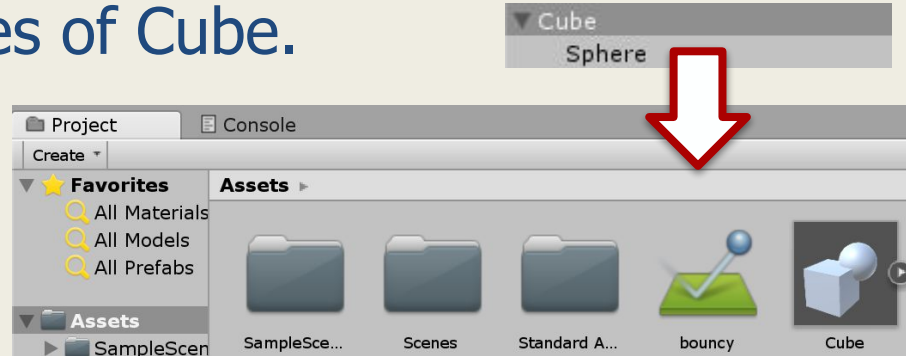 es of Cube.
Cube
Sphere
Project
Console
Create
Favorites
Assets
All Materials
All Models
All Prefabs
Assets
SampleScen
SampleSce...
Scenes
Standard A...
bouncy
Cube